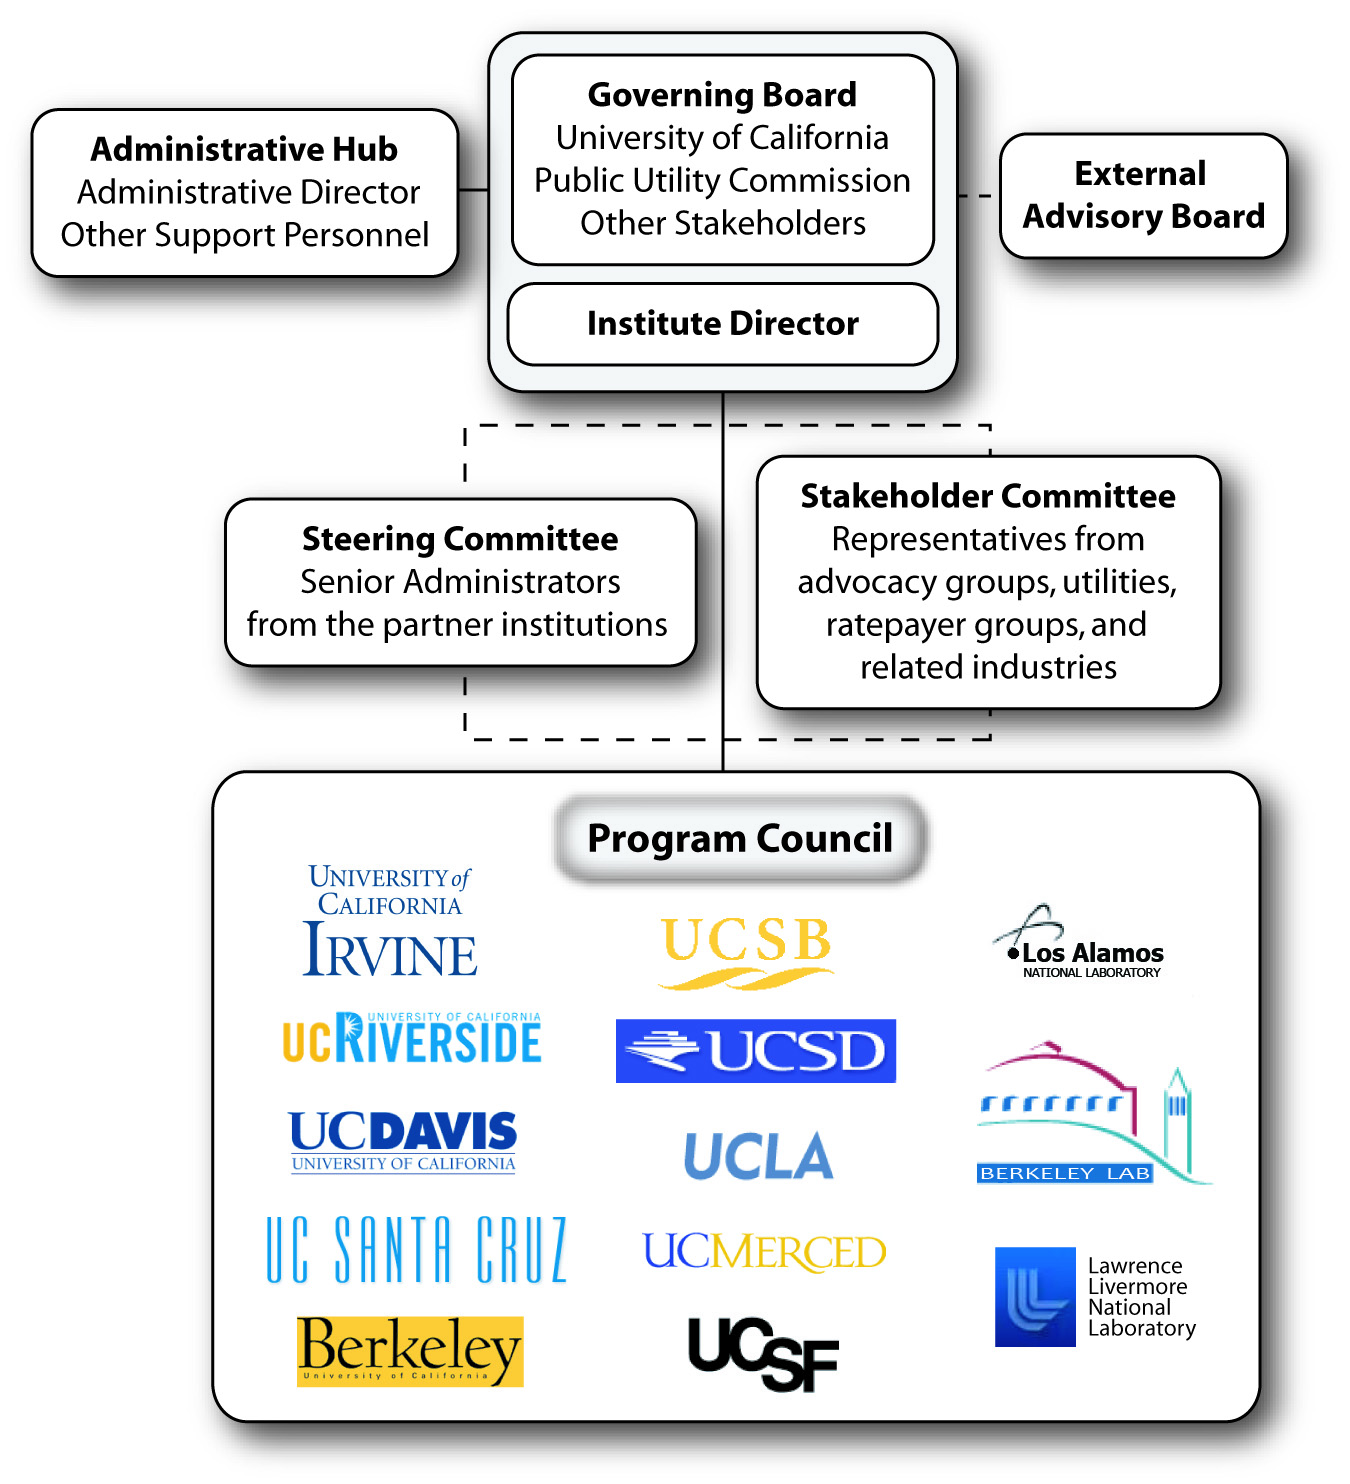 Governing Board
University of California
Public Utility Commission
Other Stakeholders
Institute Director
Administrative Hub
Administrative Director
Other Support Personnel
External
Advisory Board
Steering Committee
Senior Administrators
from the partner institutions
Stakeholder Committee
Representatives from
advocacy groups, utilities,
ratepayer groups, and
related industries
Program Council
UNIVERSITY of
CALIFORNIA
IRVINE
UNIVERSITY OF CALIFORNIA
UCRIVERSIDE
UCDAVIS
UNIVERSITY OF CALIFORNIA
UC SANTA CRUZ
Berkeley
University of California
UCSB
UCSD
UCLA
UCMERCED
UCSF
Los Alamos
NATIONAL LABORATORY
BERKELEY LAB
Lawrence
Livermore
National
Laboratory